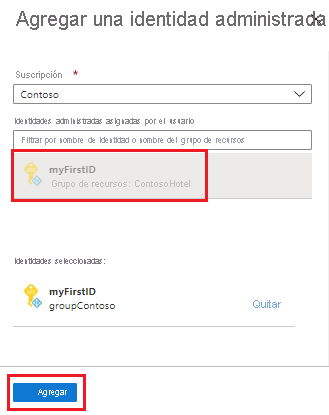 Agregar una identidad administrada
Suscripción *
Contoso
Identidades administradas asignadas por el usuario
Filtrar por nombre de identidad o nombre del grupo de recursos
myFirstID
Grupo de recursos: ContosoHotel
Identidades seleccionadas:
myFirstID
groupContoso
Quitar
Agregar